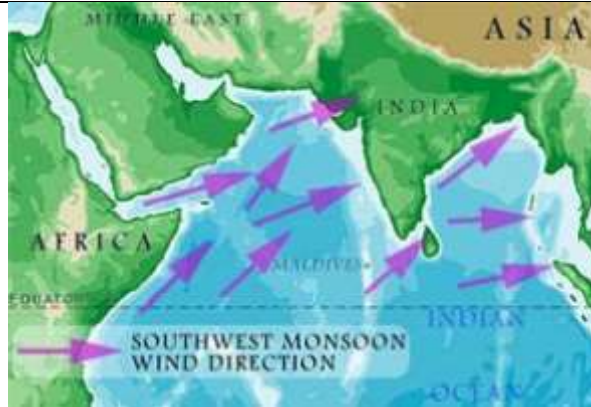 MIDDLE EAST
ASIA
INDIA
AFRICA
MALDIVES
EQUATOR
INDIAN
OCEAN
SOUTHWEST MONSOON
WIND DIRECTION